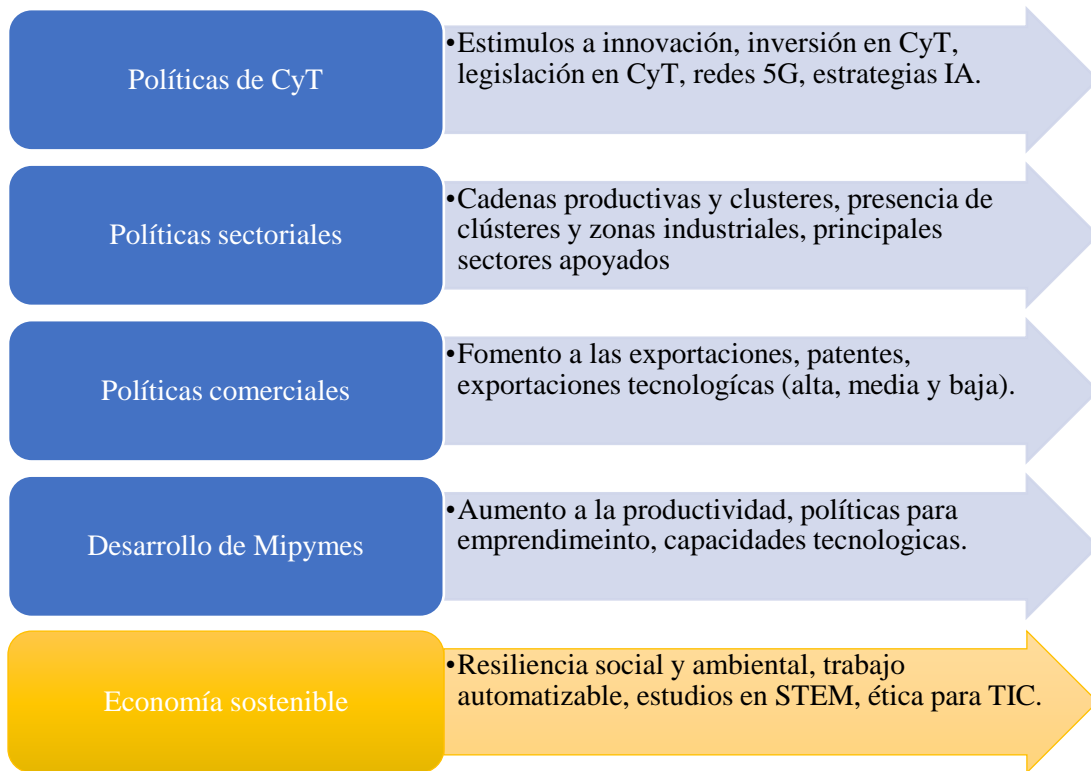 Políticas de CyT
•Estimulos a innovación, inversión en CyT,
legislación en CyT, redes 5G, estrategias IA.
Políticas sectoriales
•Cadenas productivas y clusteres, presencia de
clústeres y zonas industriales, principales
sectores apoyados
Políticas comerciales
•Fomento a las exportaciones, patentes,
exportaciones tecnologícas (alta, media y baja).
Desarrollo de Mipymes
•Aumento a la productividad, políticas para
emprendimeinto, capacidades tecnologicas.
Economía sostenible
•Resiliencia social y ambiental, trabajo
automatizable, estudios en STEM, ética para TIC.